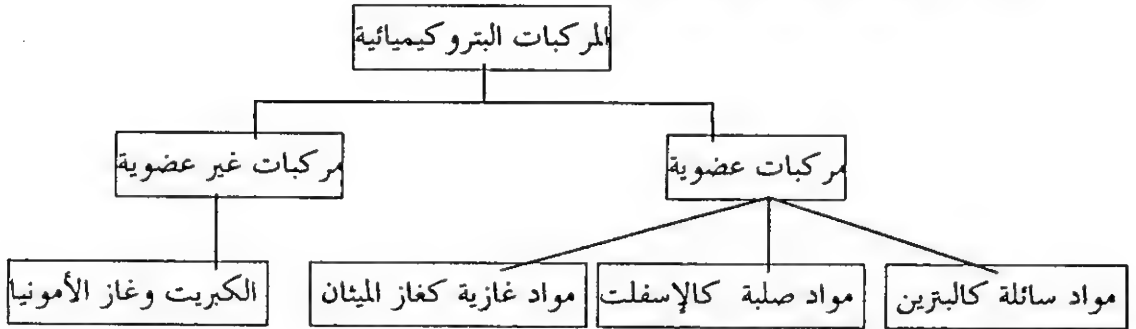 المركبات البتروكيميائية
مركبات عضوية
مركبات غير عضوية
مواد سائلة كالبترين
مواد صلبة كالإسفلت
مواد غازية كغاز الميثان
الكبريت وغاز الأمونيا